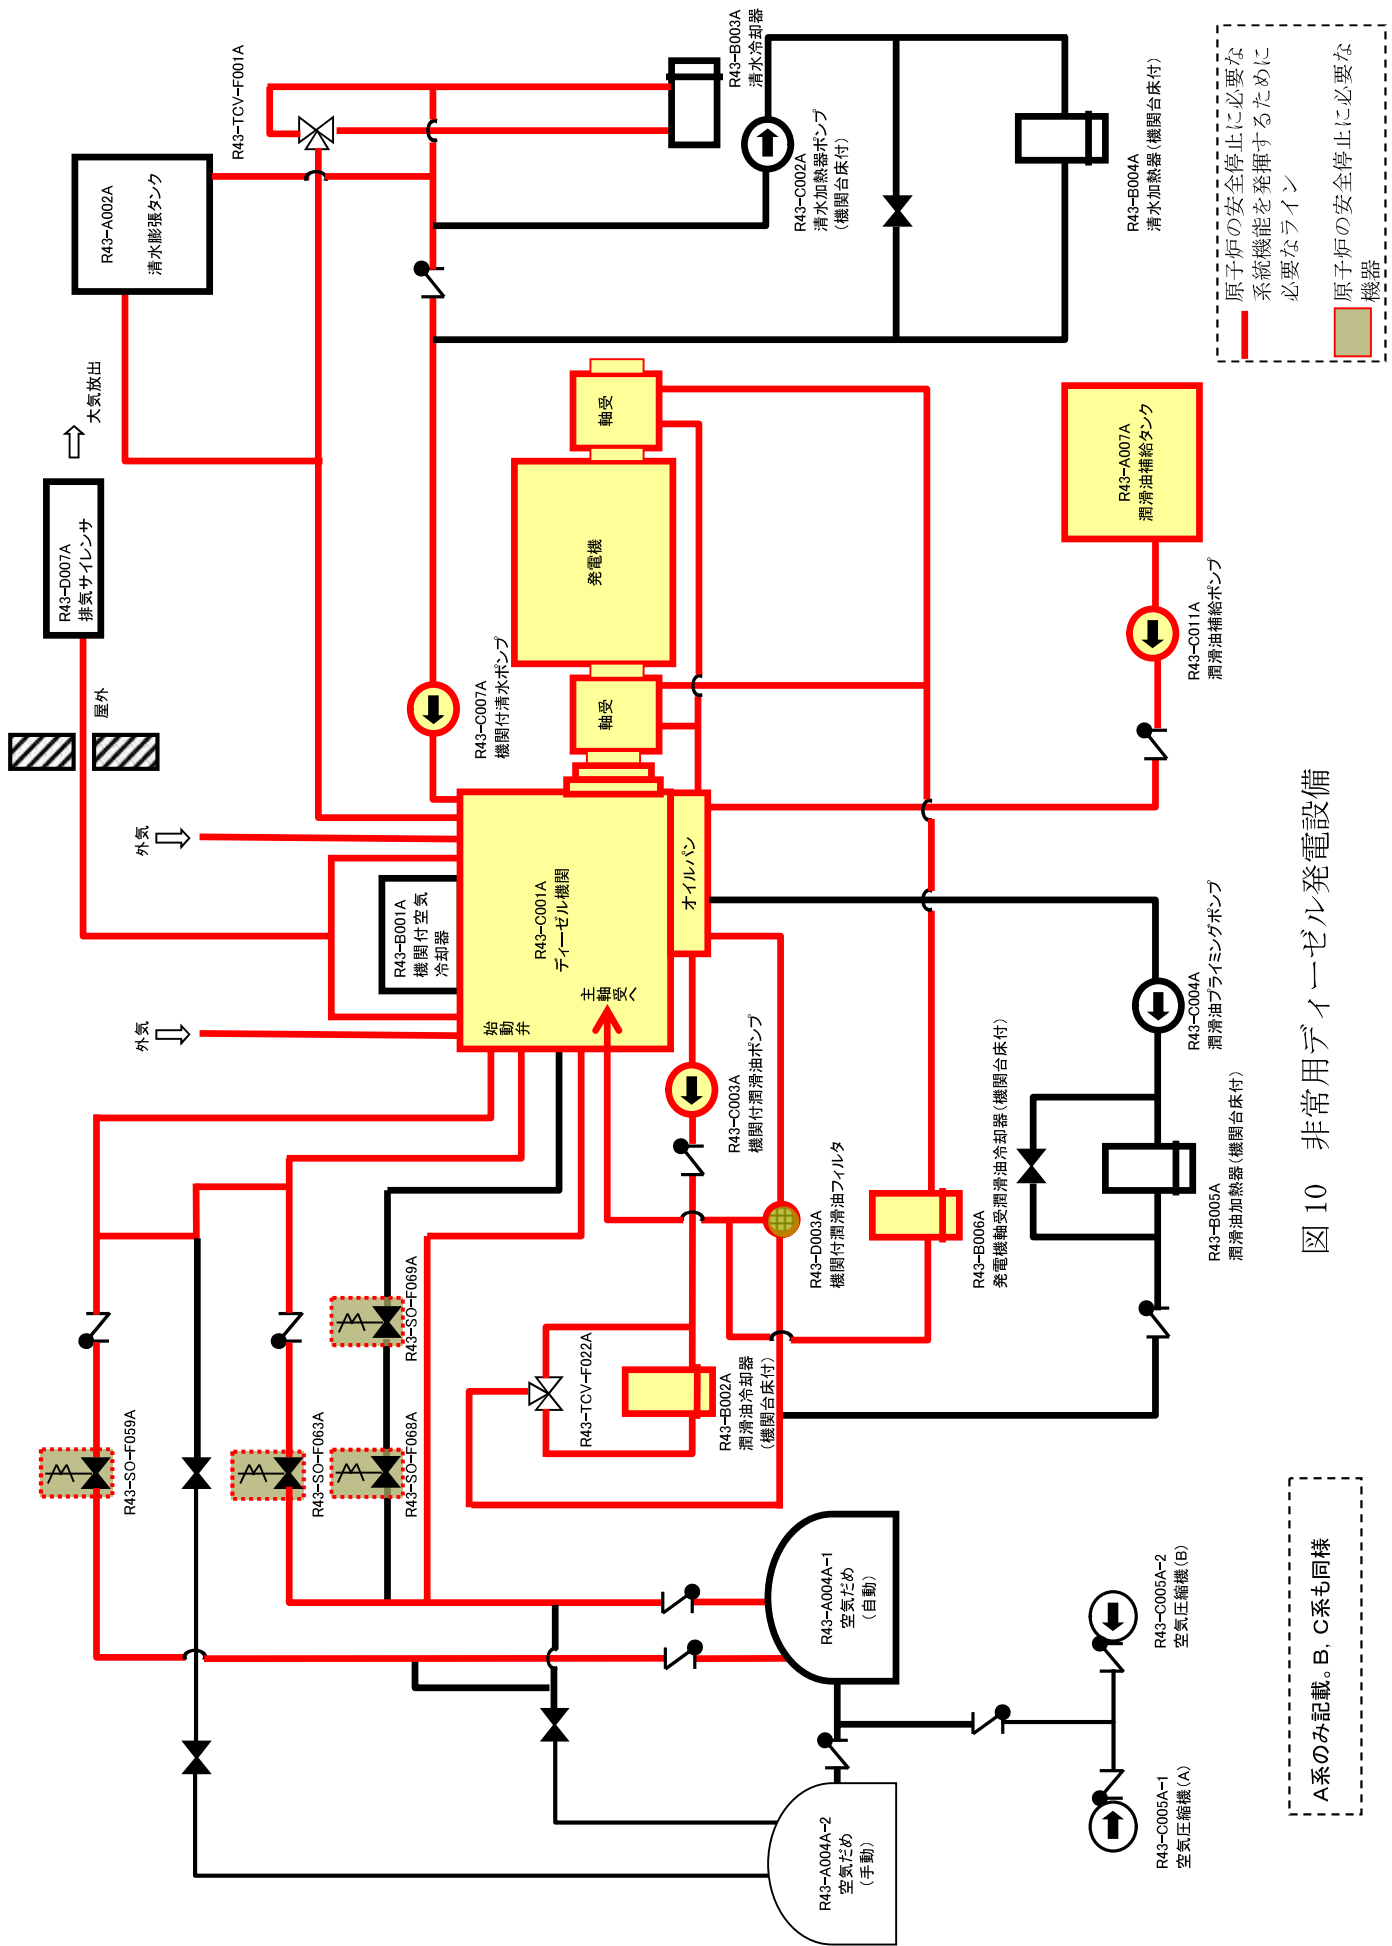 R43-A004A-2
空気だめ
(手動)
R43-A004A-1
空気だめ
(自動)
R43-C005A-1
空気圧縮機(A)
R43-C005A-2
空気圧縮機(B)
A系のみ記載。B, C系も同様
R43-SO-F059A
R43-SO-F063A
R43-SO-F068A
R43-SO-F069A
R43-TCV-F022A
R43-B002A
潤滑油冷却器
(機関台床付)
R43-D003A
機関付潤滑油フィルタ
R43-C003A
機関付潤滑油ポンプ
R43-B006A
発電機軸受潤滑油冷却器(機関台床付)
R43-B005A
潤滑油加熱器(機関台床付)
R43-C004A
潤滑油プライミングポンプ
外気
外気
始動弁
主軸受へ
R43-B001A
機関付空気
冷却器
R43-C001A
ディーゼル機関
オイルパン
屋外
R43-D007A
排気サイレンサ
大気放出
R43-C007A
機関付清水ポンプ
軸受
発電機
軸受
R43-C011A
潤滑油補給ポンプ
R43-A007A
潤滑油補給タンク
R43-A002A
清水膨張タンク
R43-TCV-F001A
R43-B003A
清水冷却器
R43-C002A
清水加熱器ポンプ
(機関台床付)
R43-B004A
清水加熱器(機関台床付)
原子炉の安全停止に必要な
系統機能を発揮するために
必要なライン
原子炉の安全停止に必要な
機器
図 10 非常用ディーゼル発電設備